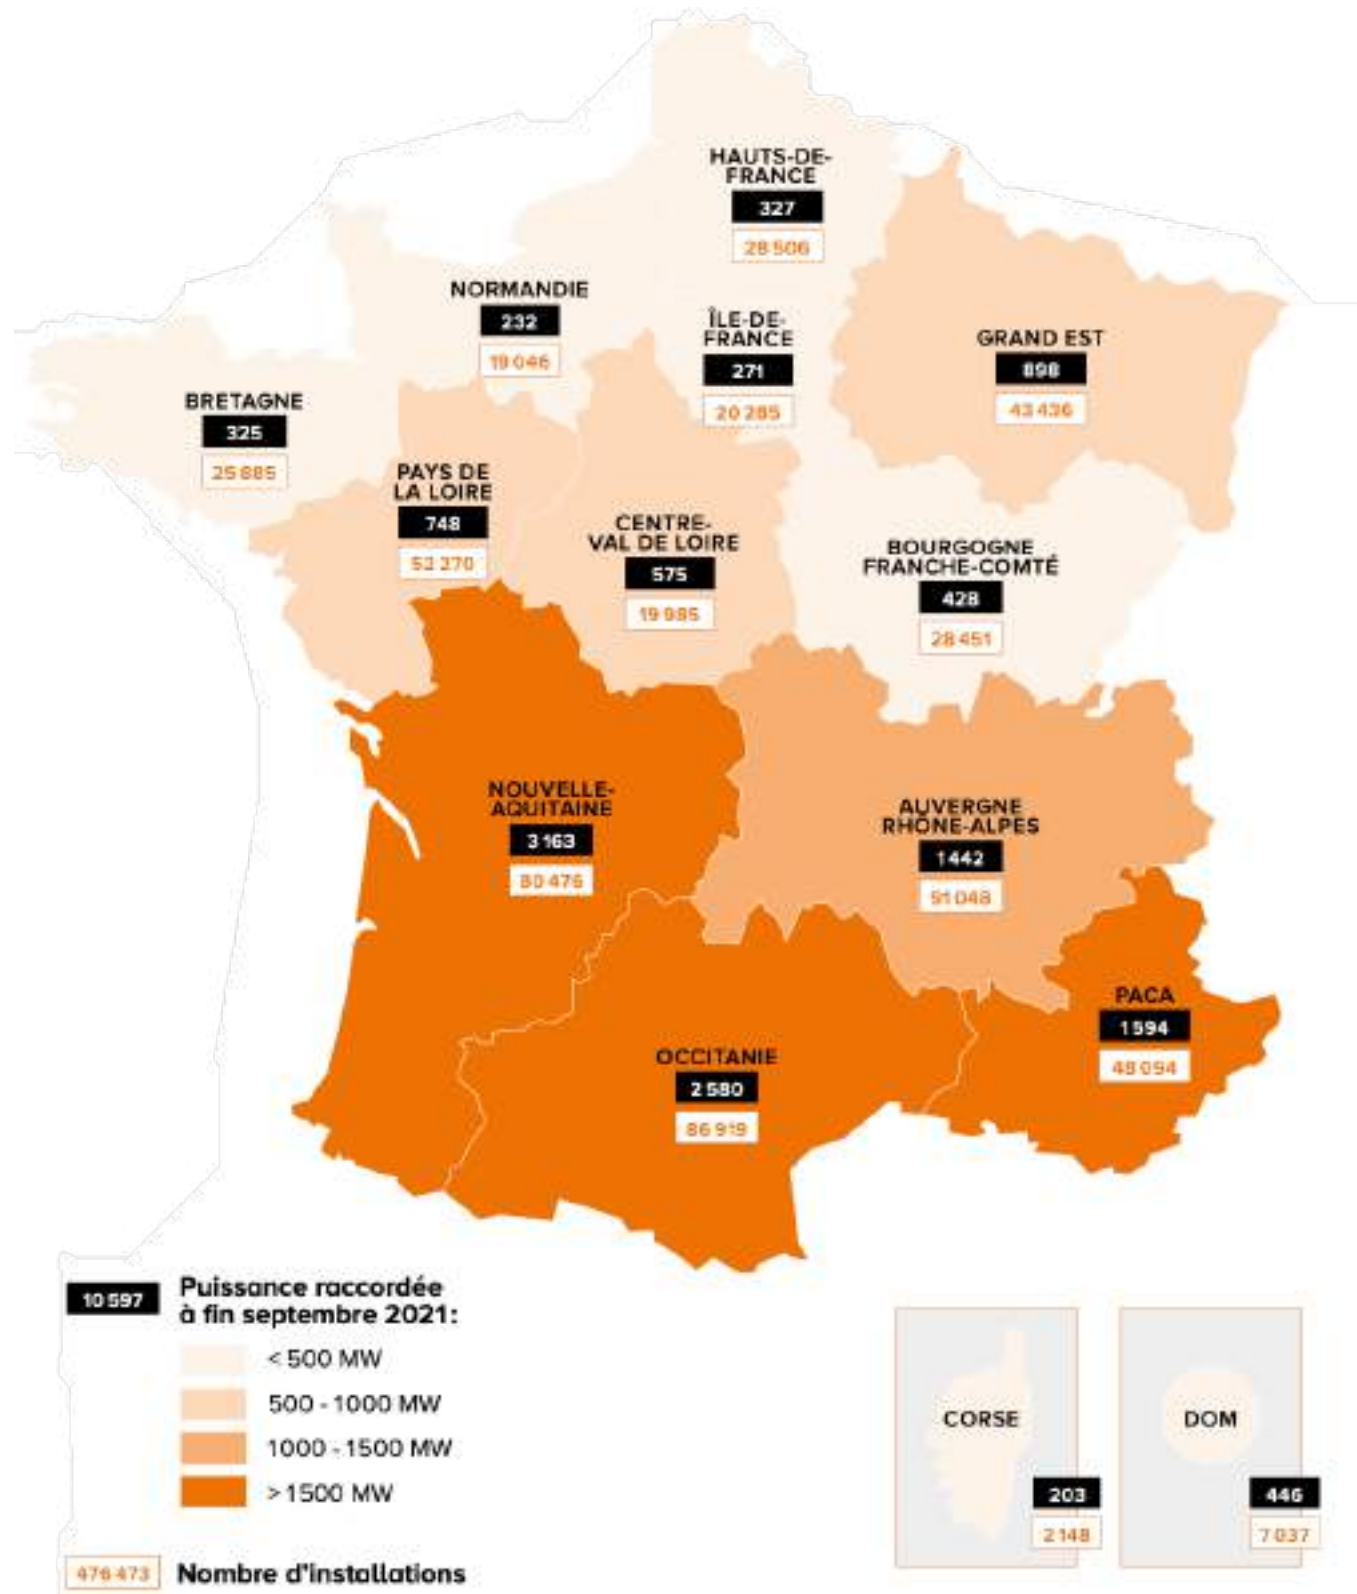 HAUTS-DE-
FRANCE
327
28 506
NORMANDIE
232
19 046
ÎLE-DE-
FRANCE
271
20 285
GRAND EST
898
43 436
BRETAGNE
325
25 885
PAYS DE
LA LOIRE
748
52 270
CENTRE-
VAL DE LOIRE
575
19 985
BOURGOGNE
FRANCHE-COMTÉ
428
28 451
NOUVELLE-
AQUITAINE
3 163
80 476
AUVERGNE
RHÔNE-ALPES
1 442
91 048
PACA
1 594
48 094
OCCITANIE
2 580
86 919
10 597
Puissance raccordée
à fin septembre 2021:
< 500 MW
500 - 1000 MW
1000 - 1500 MW
> 1500 MW
476 473
Nombre d'installations
CORSE
203
2 148
DOM
446
7 037